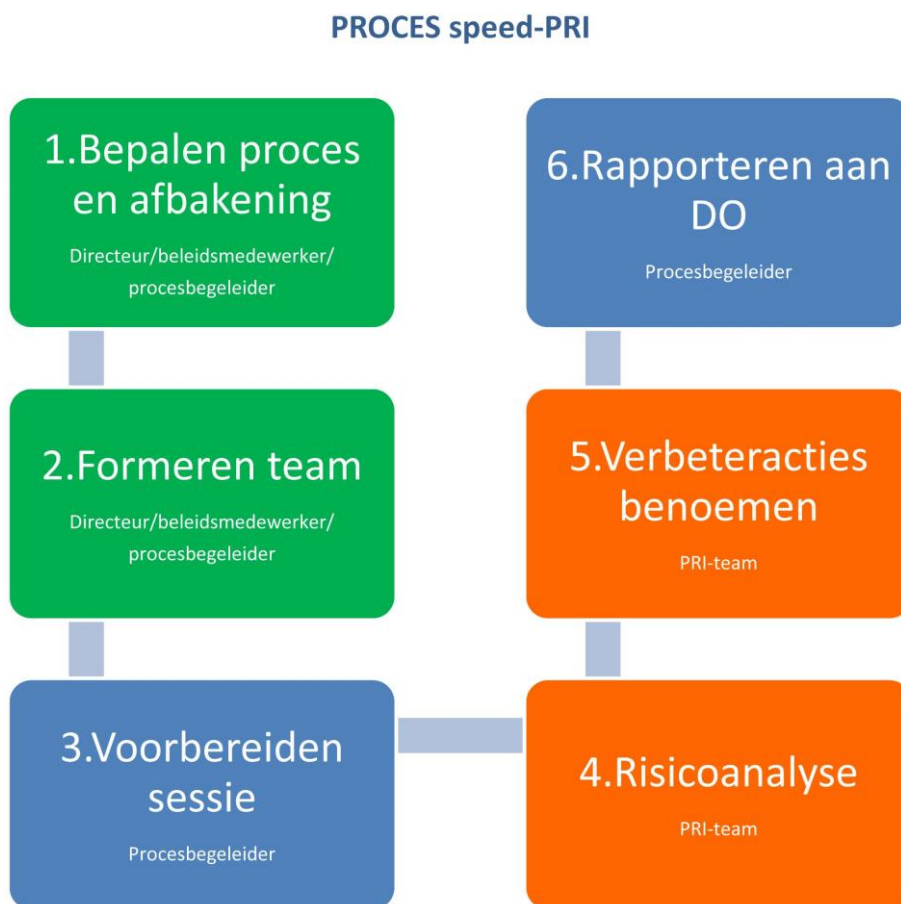 PROCES speed-PRI
1.Bepalen proces
en afbakening
Directeur/beleidsmedewerker/
procesbegeleider
2.Formeren team
Directeur/beleidsmedewerker/
procesbegeleider
3.Voorbereiden
sessie
Procesbegeleider
4.Risicoanalyse
PRI-team
5.Verbeteracties
benoemen
PRI-team
6.Rapporteren aan
DO
Procesbegeleider